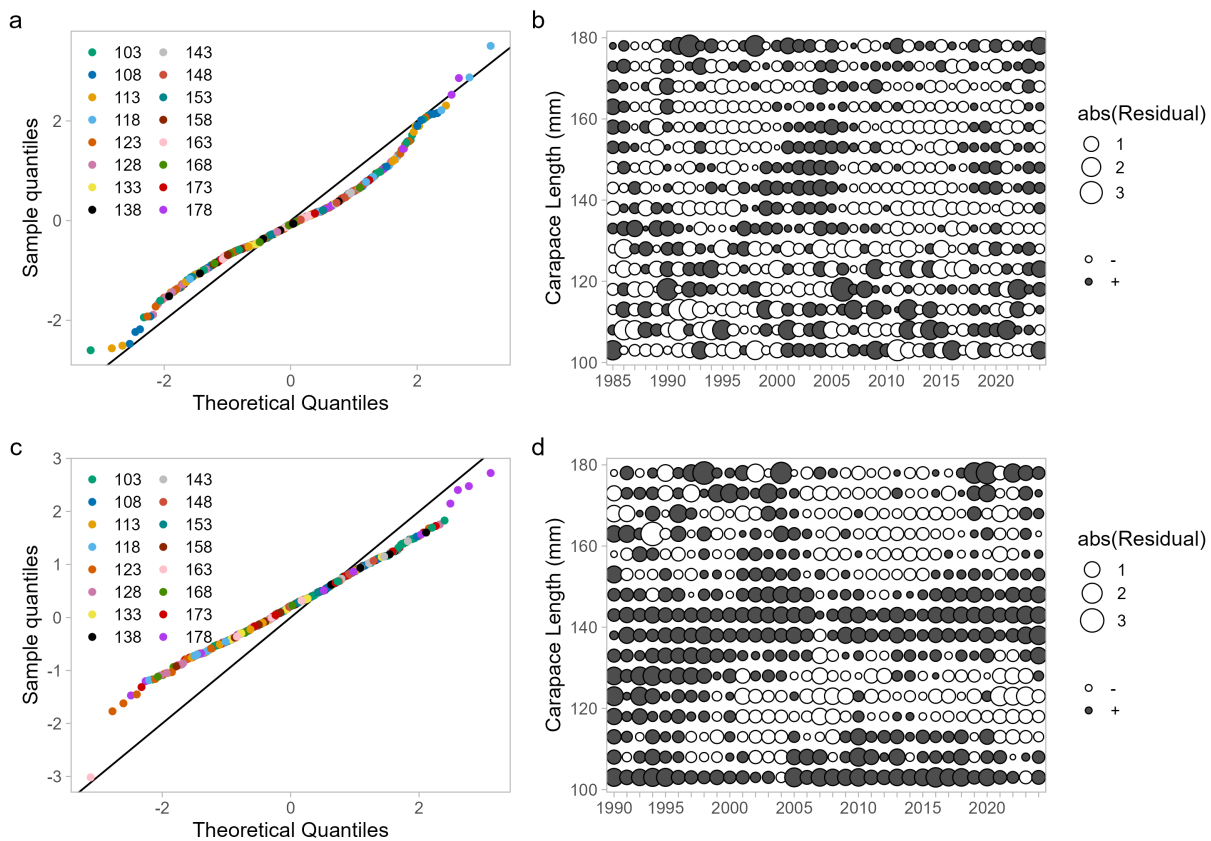 a
103 143
108 148
113 153
118 158
123 163
128 168
133 173
138 178
2
0
-2
-2 0 2
Sample quantiles
Theoretical Quantiles
b
180
160
140
120
100
1985 1990 1995 2000 2005 2010 2015 2020
Carapace Length (mm)
abs(Residual)
1
2
3
-
+
c
103 143
108 148
113 153
118 158
123 163
128 168
133 173
138 178
3
2
1
0
-1
-2
-3
-2 0 2
Sample quantiles
Theoretical Quantiles
d
180
160
140
120
100
1990 1995 2000 2005 2010 2015 2020
Carapace Length (mm)
abs(Residual)
1
2
3
-
+